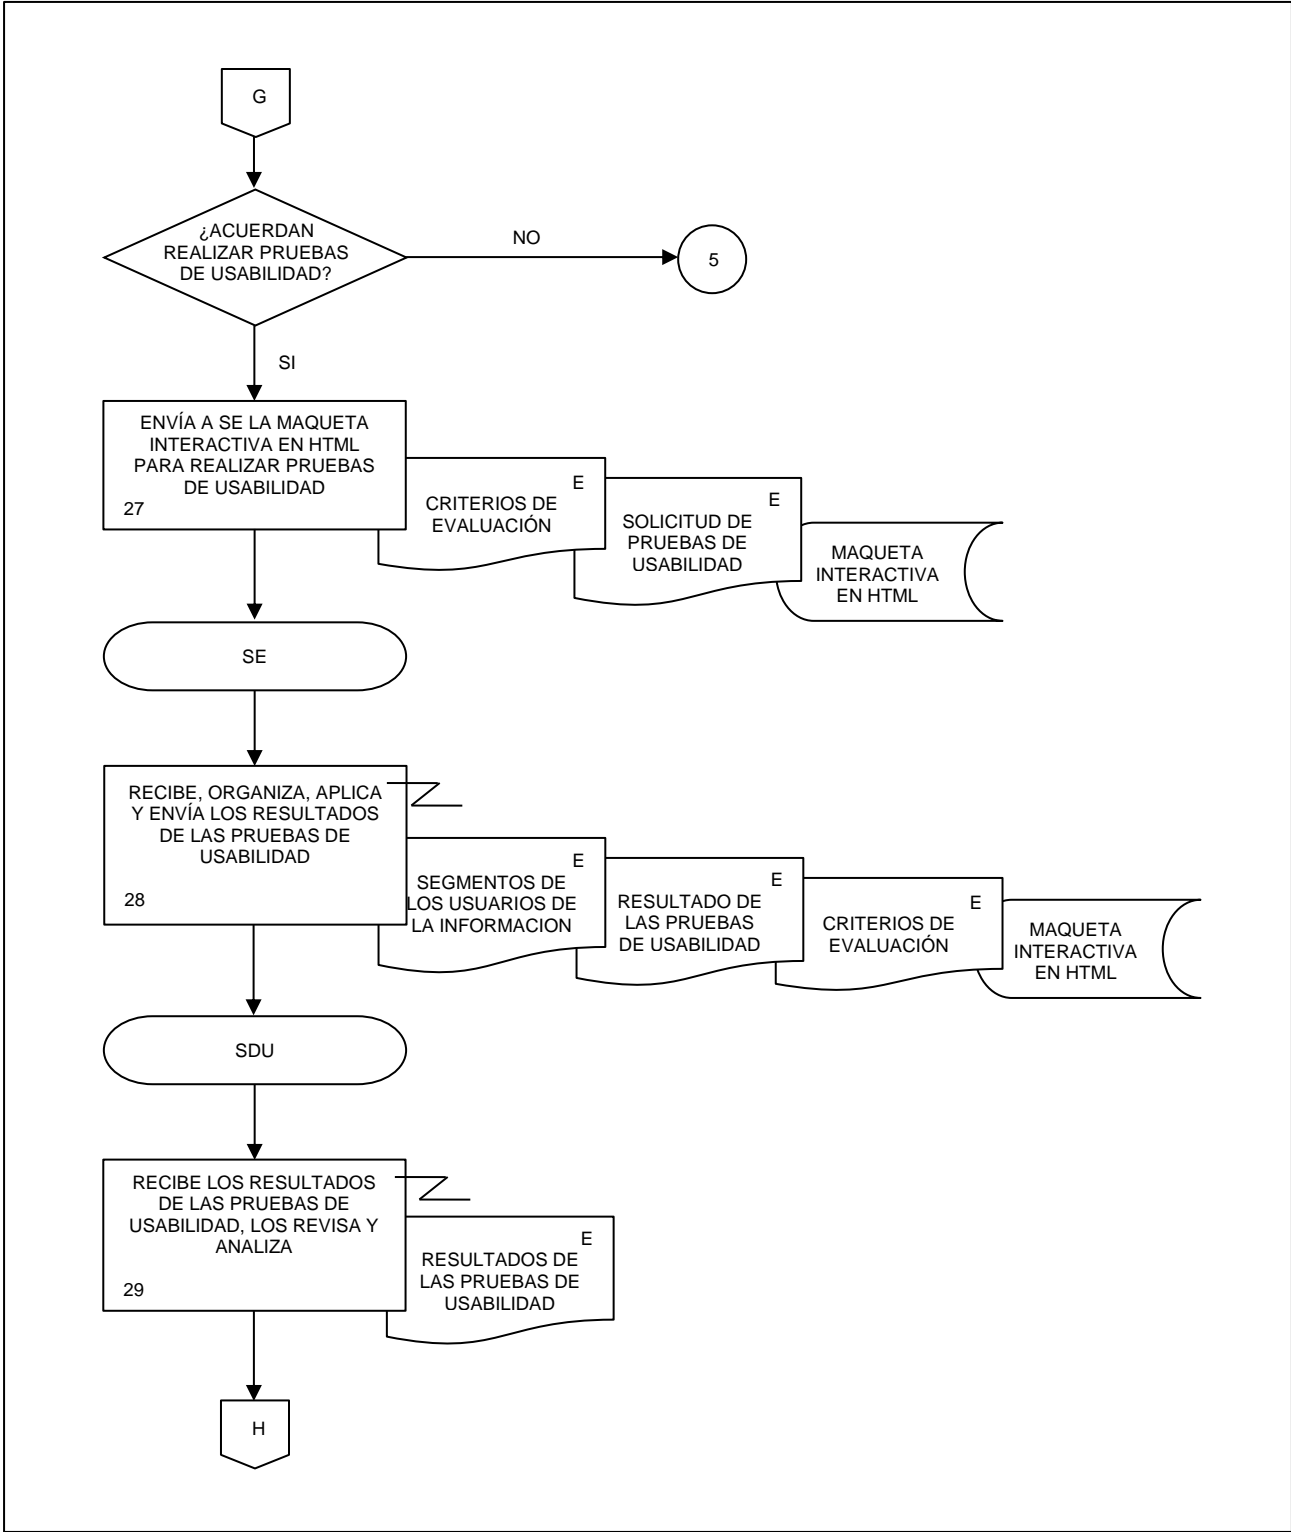 G
¿ACUERDAN
REALIZAR PRUEBAS
DE USABILIDAD?
NO
5
SI
ENVÍA A SE LA MAQUETA
INTERACTIVA EN HTML
PARA REALIZAR PRUEBAS
DE USABILIDAD
27
E
CRITERIOS DE
EVALUACIÓN
E
SOLICITUD DE
PRUEBAS DE
USABILIDAD
MAQUETA
INTERACTIVA
EN HTML
SE
RECIBE, ORGANIZA, APLICA
Y ENVÍA LOS RESULTADOS
DE LAS PRUEBAS DE
USABILIDAD
28
E
SEGMENTOS DE
LOS USUARIOS DE
LA INFORMACION
E
RESULTADO DE
LAS PRUEBAS
DE USABILIDAD
E
CRITERIOS DE
EVALUACIÓN
MAQUETA
INTERACTIVA
EN HTML
SDU
RECIBE LOS RESULTADOS
DE LAS PRUEBAS DE
USABILIDAD, LOS REVISA Y
ANALIZA
29
E
RESULTADOS DE
LAS PRUEBAS DE
USABILIDAD
H